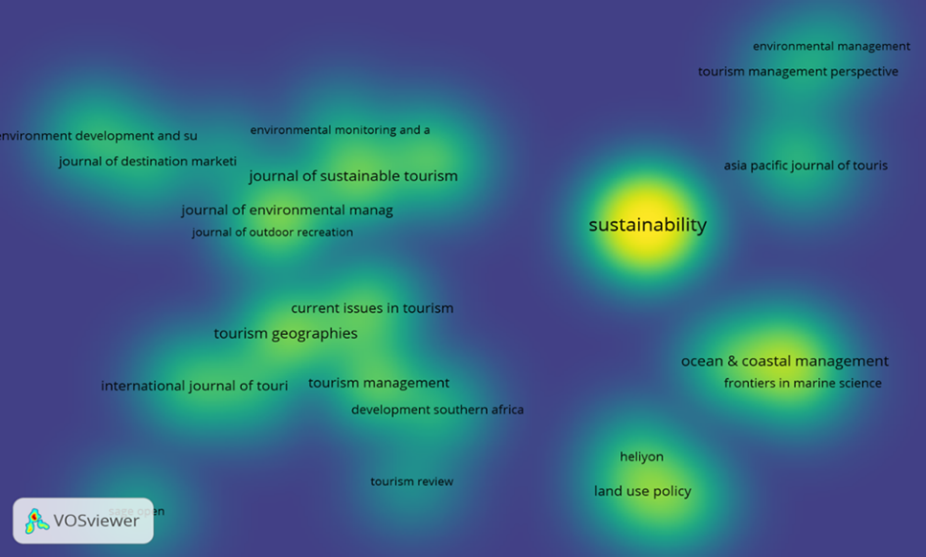 environmental management
tourism management perspective
environment development and su
environmental monitoring and a
journal of destination marketi
asia pacific journal of touris
journal of sustainable tourism
journal of environmental manag
sustainability
journal of outdoor recreation
current issues in tourism
tourism geographies
ocean & coastal management
international journal of touri
tourism management
frontiers in marine science
development southern africa
heliyon
tourism review
land use policy
sage open
VOSviewer